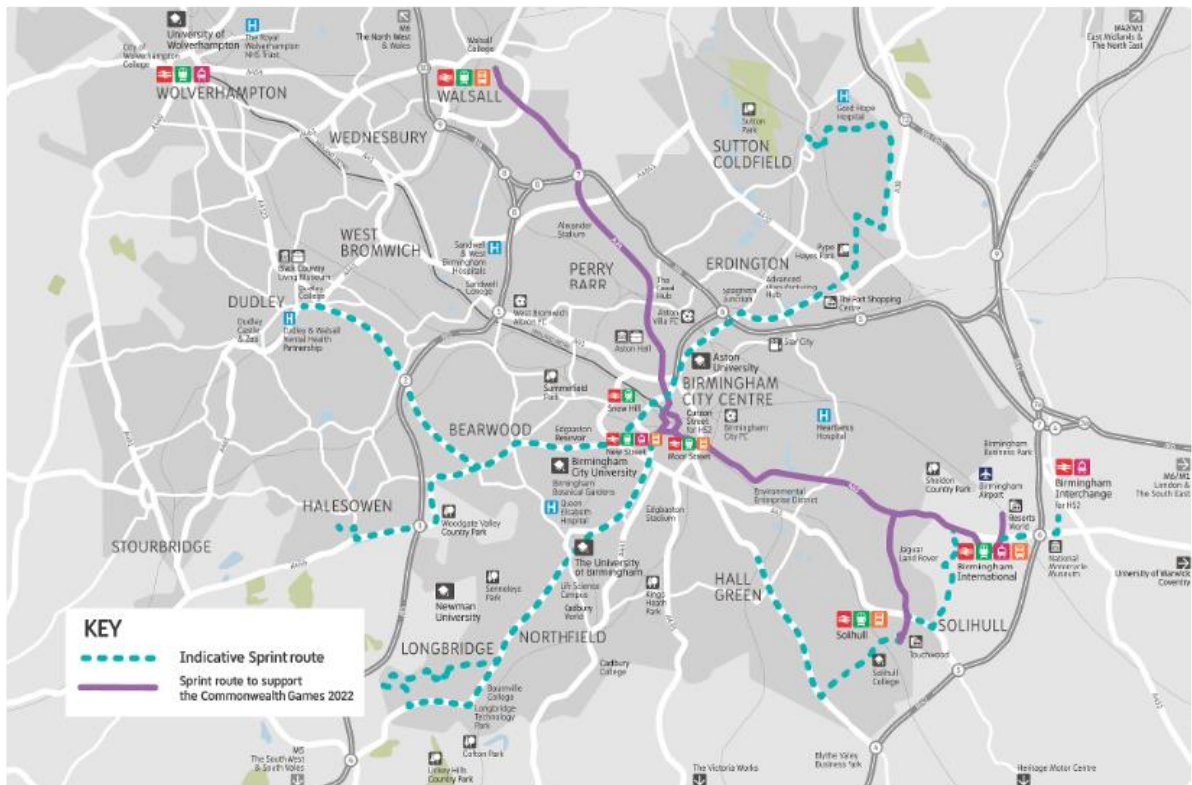 M6
The North West
& Wales
M42/M1
East Midlands &
The North East
University of
Wolverhampton
The Royal
Wolverhampton
NHS Trust
City of
Wolverhampton
College
WOLVERHAMPTON
Walsall
College
WALSALL
WEDNESBURY
Sutton
Park
Good Hope
Hospital
SUTTON
COLDFIELD
WEST
BROMWICH
Sandwell
& West
Birmingham
Hospitals
Sandwell
College
Alexander
Stadium
PERRY
BARR
ERDINGTON
Pype
Hayes Park
Black Country
Living Museum
Dudley
College
DUDLEY
Dudley
Castle
& Zoo
Dudley & Walsall
Mental Health
Partnership
West Bromwich
Albion FC
The
Hub
Aston
Villa FC
Spaghetti
Junction
Advanced
Manufacturing
Hub
The Fort Shopping
Centre
Star City
Aston Hall
Aston
University
Summerfield
Park
BIRMINGHAM
CITY CENTRE
Snow Hill
Curzon
Street
for HS2
Birmingham
City FC
Heartlands
Hospital
BEARWOOD
Edgbaston
Reservoir
New Street
Moor Street
Birmingham
City University
Birmingham
Botanical Gardens
Queen
Elizabeth
Hospital
Edgbaston
Stadium
Environmental
Enterprise District
Sheldon
Country Park
Birmingham
Business Park
Birmingham
Airport
Birmingham
Interchange
for HS2
M6/M1
London &
The South East
Resorts
World
National
Motorcycle
Museum
Birmingham
International
Jaguar
Land Rover
University of Warwick
Coventry
HALESOWEN
Woodgate Valley
Country Park
STOURBRIDGE
The University
of Birmingham
Life Science
Campus
Cadbury
World
Kings
Heath Park
HALL
GREEN
Solihull
SOLIHULL
Touchwood
Solihull
College
Newman
University
Senneleys
Park
NORTHFIELD
LONGBRIDGE
Cadbury
College
Bournville
College
Longbridge
Technology
Park
Cofton Park
Lickey Hills
Country Park
M5
The South West
& South Wales
The Victoria Works
Blythe Valley
Business Park
Heritage Motor Centre
KEY
Indicative Sprint route
Sprint route to support
the Commonwealth Games 2022